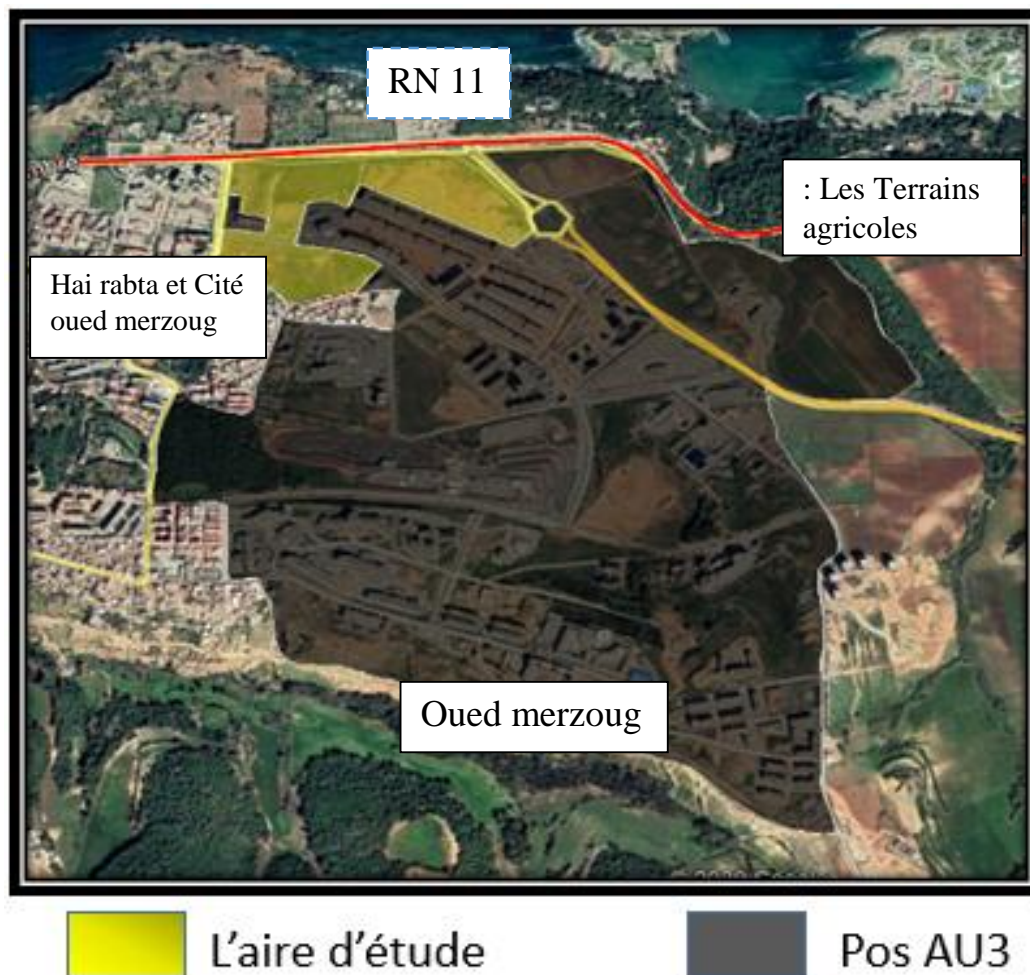 RN 11
: Les Terrains
agricoles
Hai rabta et Cité
oued merzoug
Oued merzoug
L'aire d'étude
Pos AU3